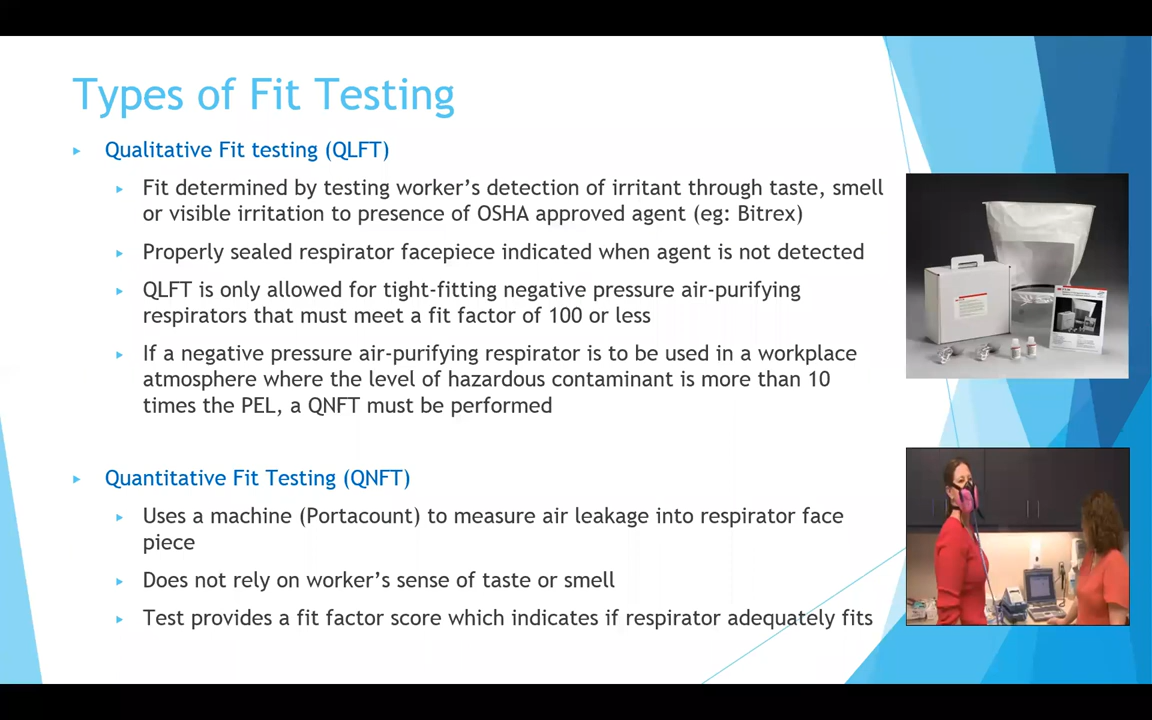 Types of Fit Testing
Qualitative Fit testing (QLFT)
Fit determined by testing worker's detection of irritant through taste, smell
or visible irritation to presence of OSHA approved agent (eg: Bitrex)
Properly sealed respirator facepiece indicated when agent is not detected
QLFT is only allowed for tight-fitting negative pressure air-purifying
respirators that must meet a fit factor of 100 or less
If a negative pressure air-purifying respirator is to be used in a workplace
atmosphere where the level of hazardous contaminant is more than 10
times the PEL, a QNFT must be performed
Quantitative Fit Testing (QNFT)
Uses a machine (Portacount) to measure air leakage into respirator face
piece
Does not rely on worker's sense of taste or smell
Test provides a fit factor score which indicates if respirator adequately fits